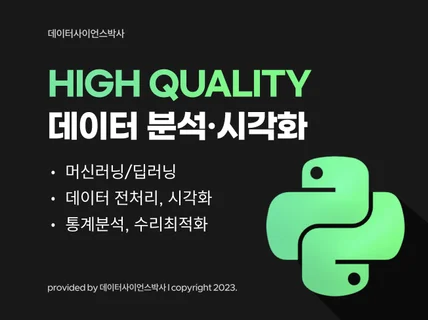 데이터사이언스박사
HIGH QUALITY
데이터 분석·시각화
• 머신러닝/딥러닝
• 데이터 전처리, 시각화
• 통계분석, 수리최적화
provided by 데이터사이언스박사 I copyright 2023.